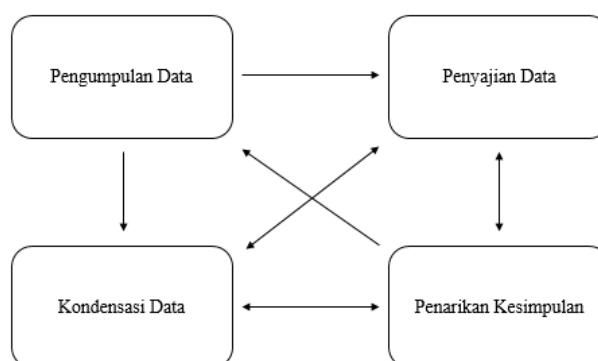 Pengumpulan Data
Penyajian Data
Kondensasi Data
Penarikan Kesimpulan